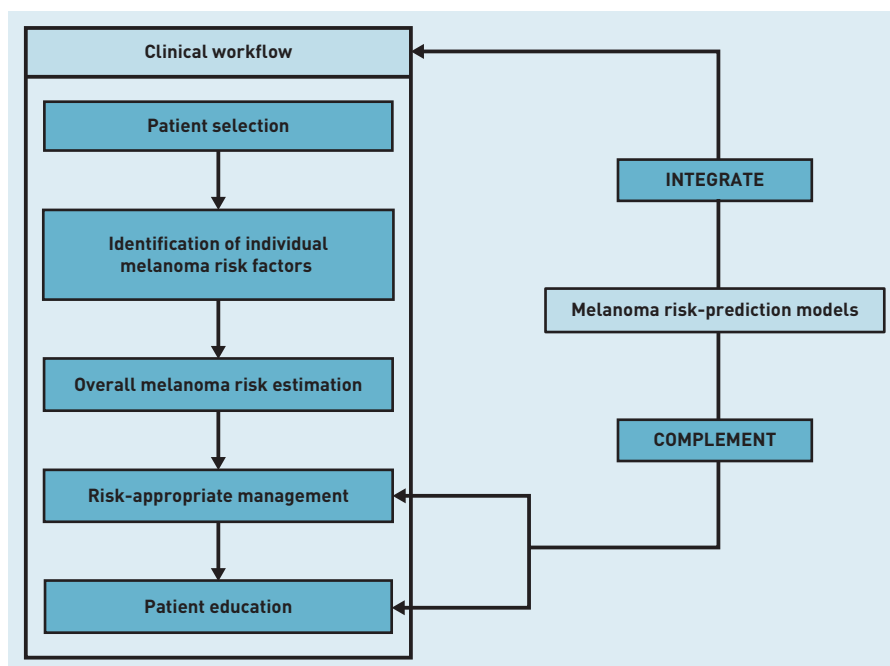 Clinical workflow
Patient selection
Identification of individual
melanoma risk factors
Overall melanoma risk estimation
Risk-appropriate management
Patient education
INTEGRATE
Melanoma risk-prediction models
COMPLEMENT